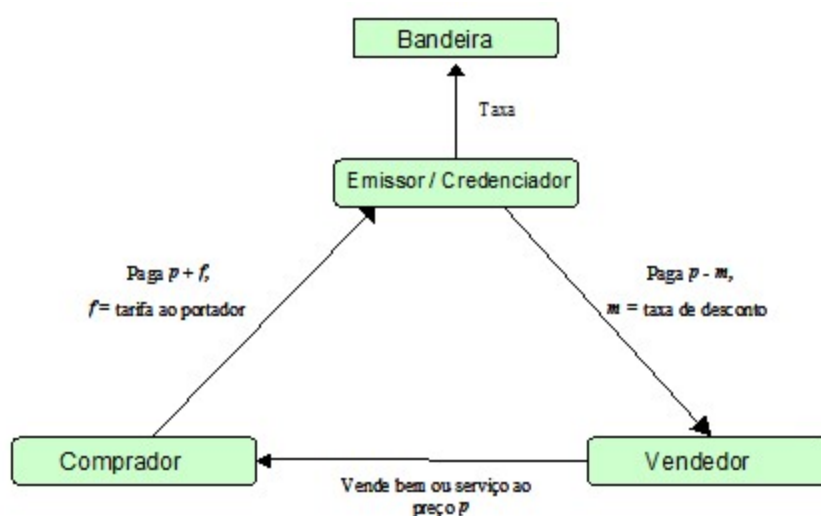 Bandeira
Taxa
Emissor / Credenciador
Paga p + f,
f = tarifa ao portador
Paga p - m,
m = taxa de desconto
Comprador
Vendedor
Vende bem ou serviço ao
preço p